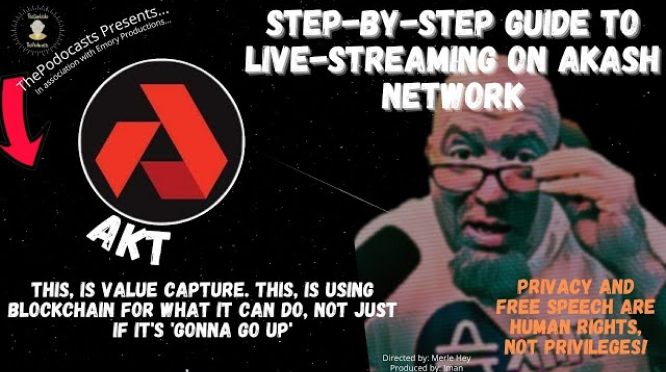 ThePodocasts Presents...
In association with Emory Productions...
STEP-BY-STEP GUIDE TO
LIVE-STREAMING ON AKASH
NETWORK
AKT
THIS, IS VALUE CAPTURE. THIS, IS USING
BLOCKCHAIN FOR WHAT IT CAN DO, NOT JUST
IF IT'S 'GONNA GO UP'
PRIVACY AND
FREE SPEECH ARE
HUMAN RIGHTS,
NOT PRIVILEGES!
Directed by: Merle Hey
Produced by: Iman